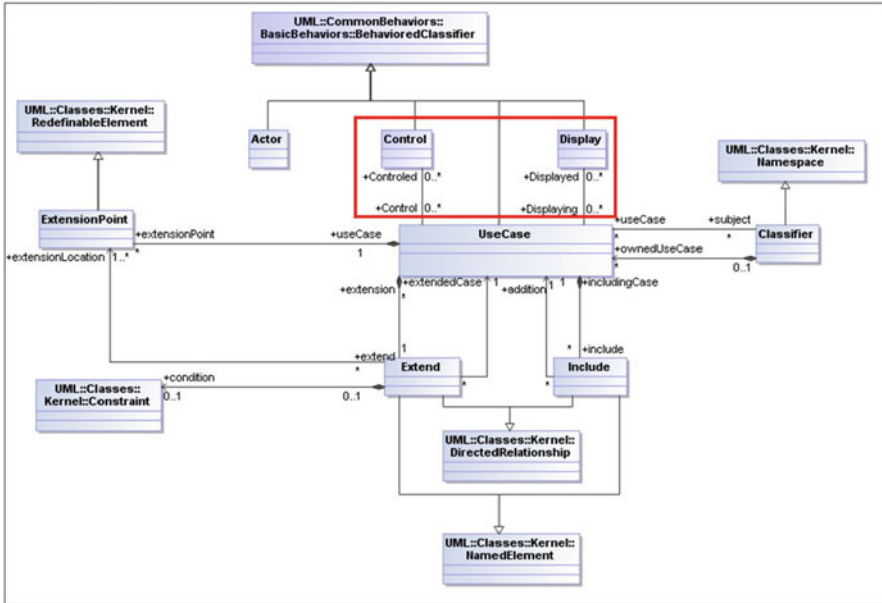 UML::CommonBehaviors::
BasicBehaviors::BehavioredClassifier
UML::Classes::Kernel::
RedefinableElement
Actor
Control
Display
UML::Classes::Kernel::
Namespace
+Controled 0..*
+Displayed 0..*
+Control 0..*
+Displaying 0..*
ExtensionPoint
+extensionPoint
*
+useCase
1
UseCase
+useCase
*
+subject
*
Classifier
+ownedUseCase
*
0..1
+extensionLocation 1..*
+extension
*
+extendedCase
1
+addition
1
1
+includingCase
1
+extend
*
*
+include
Extend
*
Include
*
+condition
0..1
0..1
UML::Classes::
Kernel::Constraint
UML::Classes::Kernel::
DirectedRelationship
UML::Classes::Kernel::
NamedElement